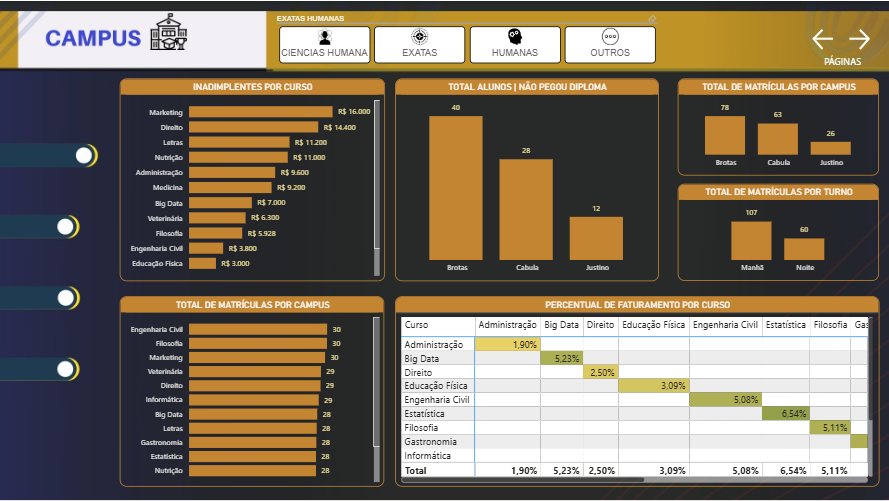 CAMPUS
EXATAS HUMANAS
CIENCIAS HUMANA
EXATAS
HUMANAS
OUTROS
PÁGINAS
INADIMPLENTES POR CURSO
Marketing R$ 16.000
Direito R$ 14.400
Letras R$ 11.200
Nutrição R$ 11.000
Administração R$ 9.600
Medicina R$ 9.200
Big Data R$ 7.000
Veterinária R$ 6.300
Filosofia R$ 5.928
Engenharia Civil R$ 3.800
Educação Física R$ 3.000
TOTAL ALUNOS | NÃO PEGOU DIPLOMA
40
28
12
Brotas Cabula Justino
TOTAL DE MATRÍCULAS POR CAMPUS
78
63
26
Brotas Cabula Justino
TOTAL DE MATRÍCULAS POR TURNO
107
60
Manhã Noite
TOTAL DE MATRÍCULAS POR CAMPUS
Engenharia Civil 30
Filosofia 30
Marketing 30
Veterinária 29
Direito 29
Informática 29
Big Data 28
Letras 28
Gastronomia 28
Estatística 28
Nutrição 28
PERCENTUAL DE FATURAMENTO POR CURSO
Curso Administração Big Data Direito Educação Física Engenharia Civil Estatística Filosofia Gas
Administração 1,90%
Big Data 5,23%
Direito 2,50%
Educação Física 3,09%
Engenharia Civil 5,08%
Estatística 6,54%
Filosofia 5,11%
Gastronomia
Informática
Total 1,90% 5,23% 2,50% 3,09% 5,08% 6,54% 5,11%